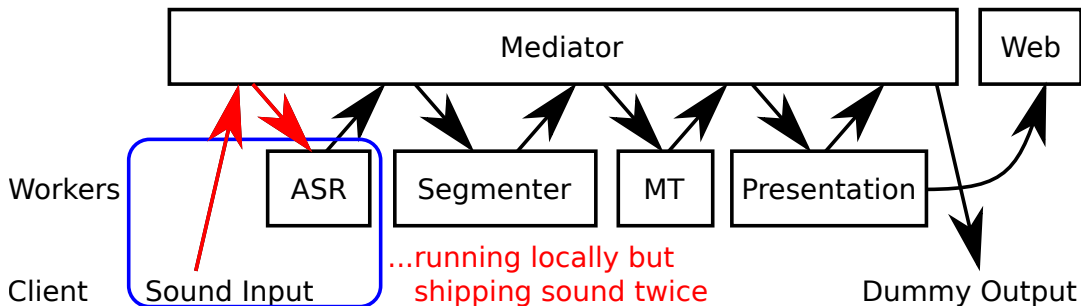 Mediator
Web
Workers
ASR
Segmenter
MT
Presentation
...running locally but
shipping sound twice
Client
Sound Input
Dummy Output